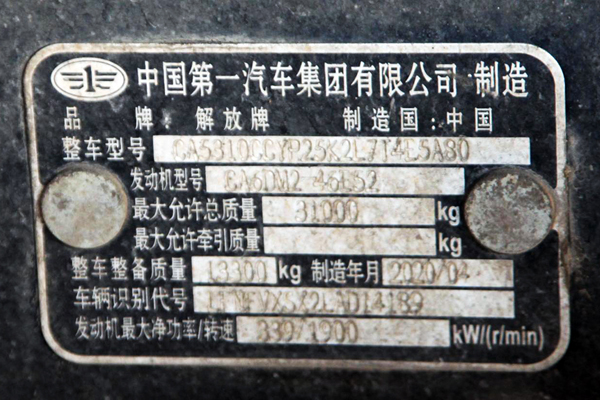 中国第一汽车集团有限公司 制造
品 牌 解放牌 制造国:中国
整车型号
发动机型号
最大允许总质量 31000 kg
最大允许牵引质量 kg
整车整备质量 13300 kg 制造年月 2020/04
车辆识别代号
发动机最大净功率/转速 339/1900 kW/(r/min)